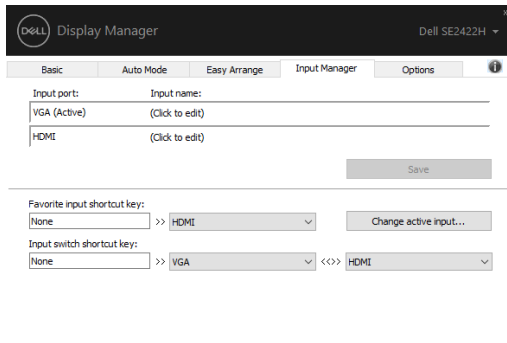 x
DELL Display Manager Dell SE2422H
Basic Auto Mode Easy Arrange Input Manager Options i
Input port: Input name:
VGA (Active) (Click to edit)
HDMI (Click to edit)
Save
Favorite input shortcut key:
None >> HDMI Change active input...
Input switch shortcut key:
None >> VGA <<>> HDMI